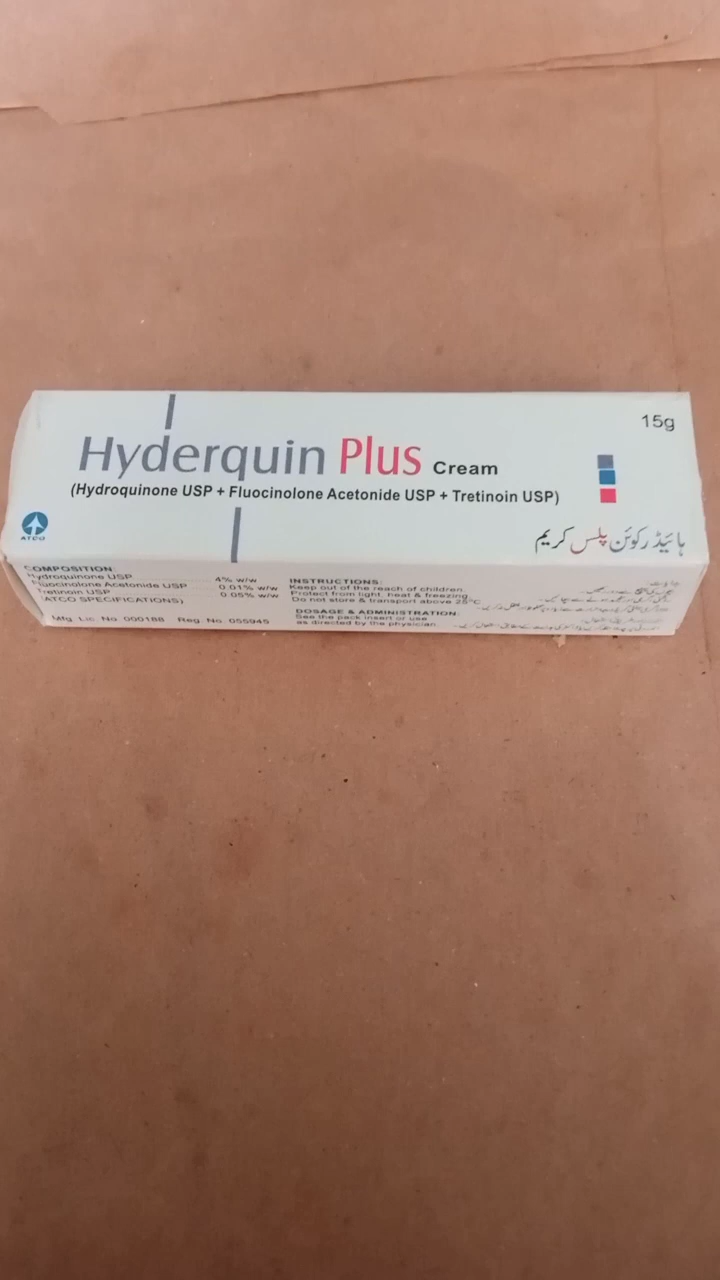 15g
Hyderquin Plus Cream
(Hydroquinone USP + Fluocinolone Acetonide USP + Tretinoin USP)
ہائیڈرکوئن پلس کریم
ATCO
COMPOSITION:
Hydroquinone USP 4% w/w
Fluocinolone Acetonide USP 0.01% w/w
Tretinoin USP 0.05% w/w
(ATCO SPECIFICATIONS)
Mfg. Lic. No. 000188 Reg. No. 055945
INSTRUCTIONS:
Keep out of the reach of children.
Protect from light, heat & freezing.
Do not store & transport above 25°C.
DOSAGE & ADMINISTRATION:
See the pack insert or use
as directed by the physician.